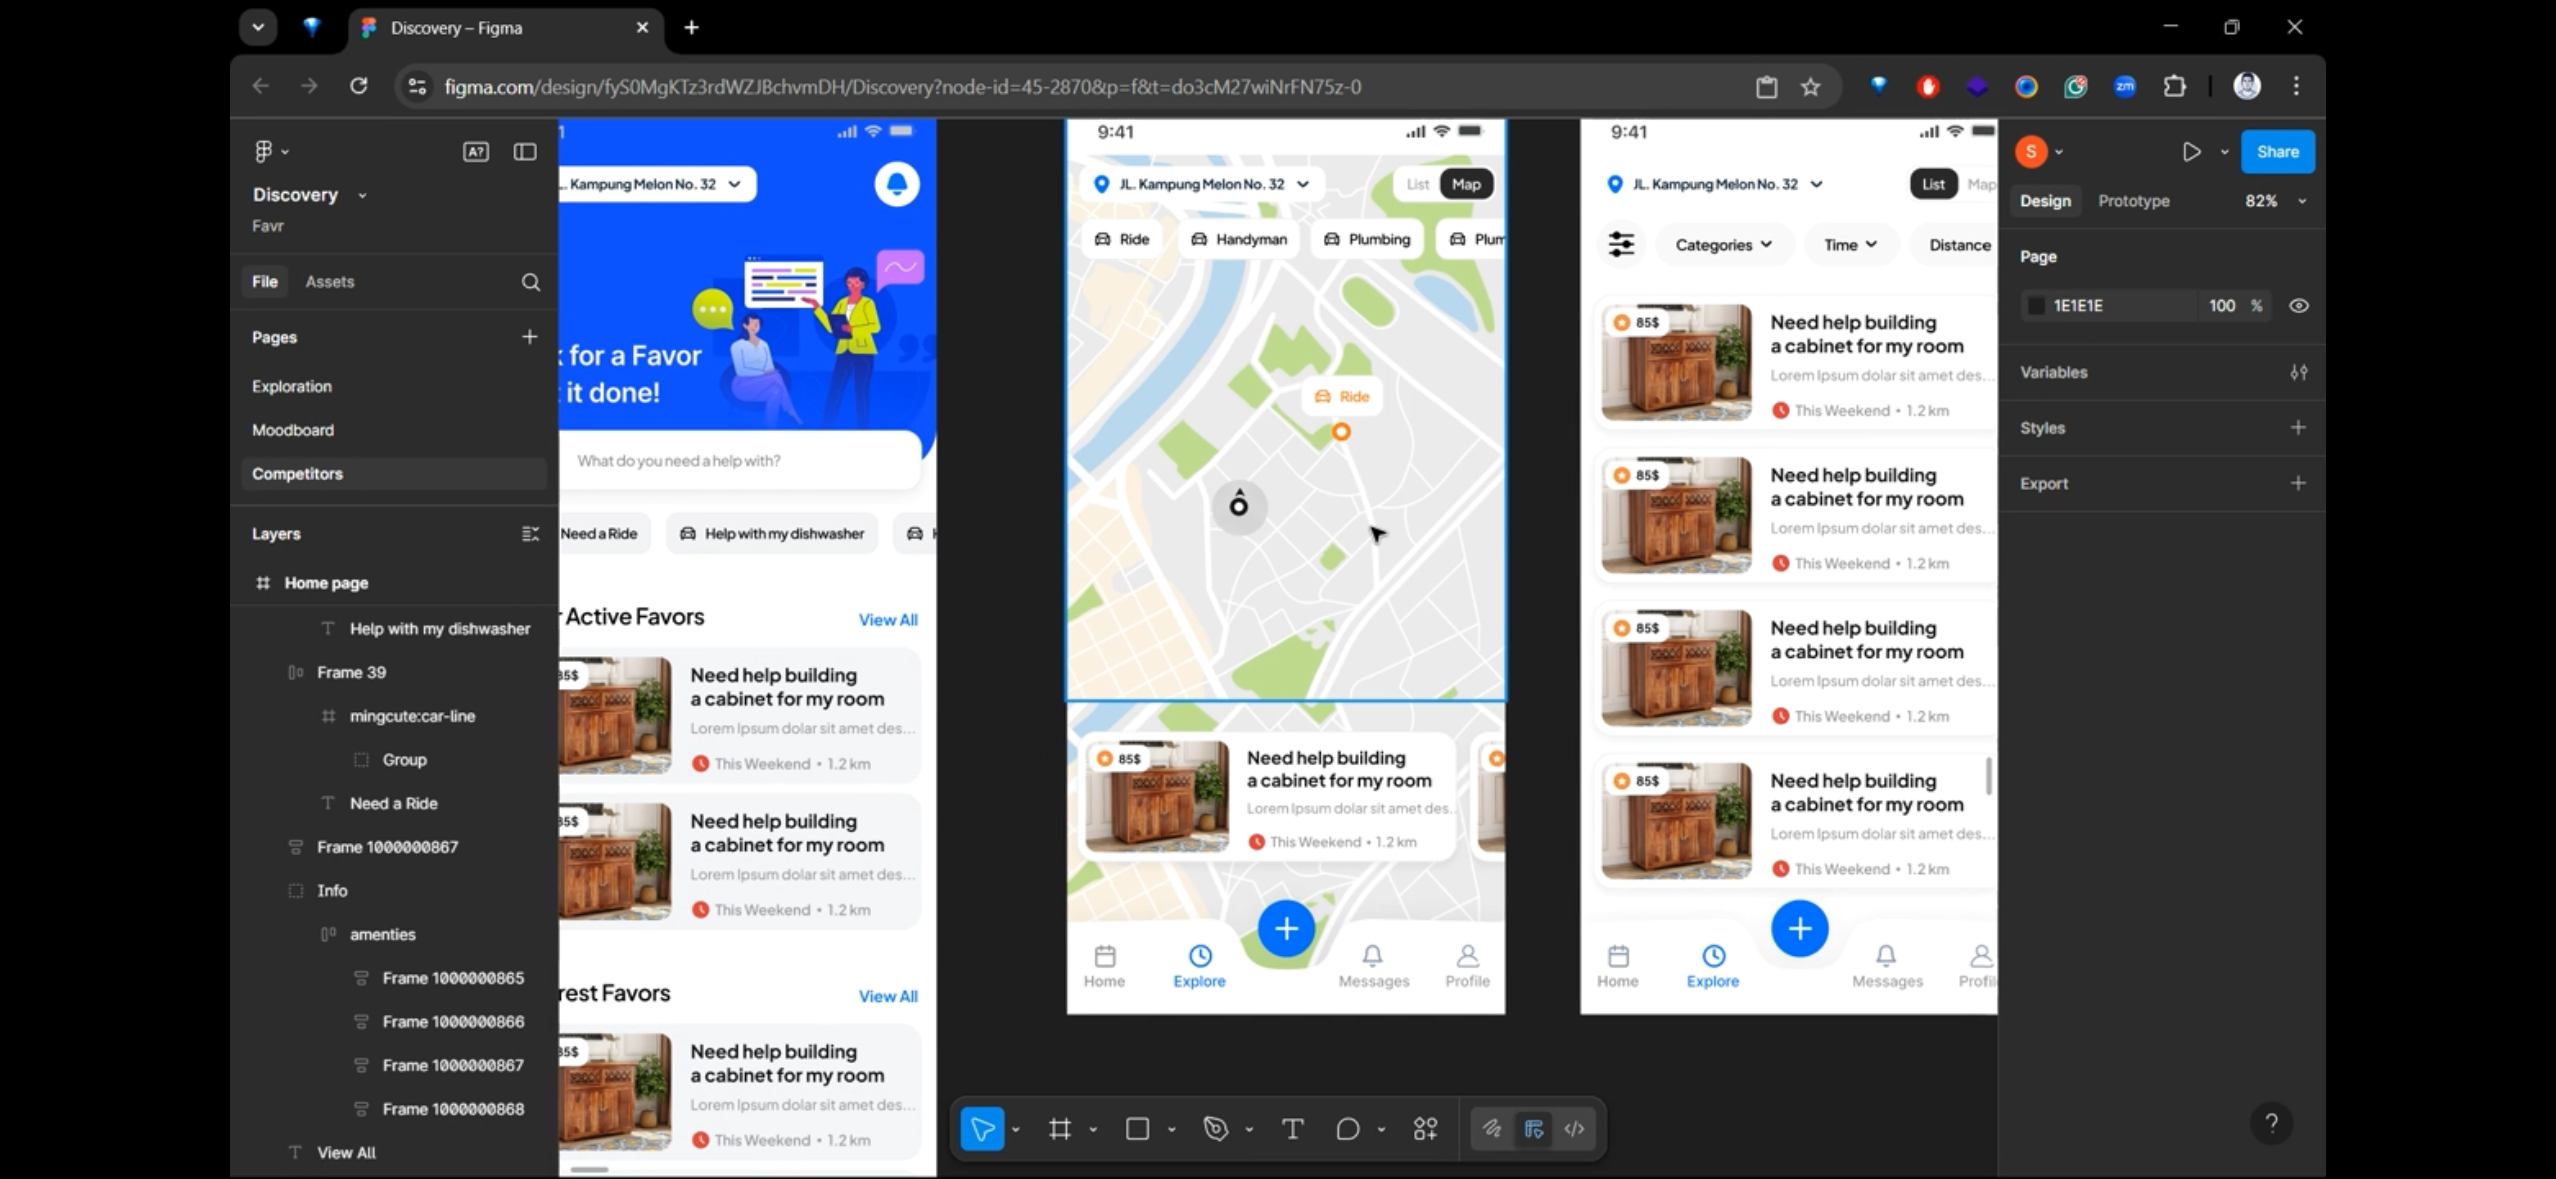 Discovery – Figma
figma.com/design/fyS0MgKTz3rdWZJBchvmDH/Discovery?node-id=45-2870&p=f&t=do3cM27wiNrFN75z-0
zm
A?
Discovery
Favr
File
Assets
Pages
Exploration
Moodboard
Competitors
Layers
Home page
Help with my dishwasher
Frame 39
mingcute:car-line
Group
Need a Ride
Frame 1000000867
Info
amenties
Frame 1000000865
Frame 1000000866
Frame 1000000867
Frame 1000000868
View All
1
. Kampung Melon No. 32
for a Favor
it done!
What do you need a help with?
Need a Ride
Help with my dishwasher
Active Favors
View All
85$
Need help building
a cabinet for my room
Lorem Ipsum dolar sit amet des...
This Weekend • 1.2 km
85$
Need help building
a cabinet for my room
Lorem Ipsum dolar sit amet des...
This Weekend • 1.2 km
rest Favors
View All
85$
Need help building
a cabinet for my room
Lorem Ipsum dolar sit amet des...
This Weekend • 1.2 km
9:41
JL. Kampung Melon No. 32
List
Map
Ride
Handyman
Plumbing
Plum
Ride
85$
Need help building
a cabinet for my room
Lorem Ipsum dolar sit amet des..
This Weekend • 1.2 km
Home
Explore
Messages
Profile
9:41
JL. Kampung Melon No. 32
List
Map
Categories
Time
Distance
85$
Need help building
a cabinet for my room
Lorem Ipsum dolar sit amet des...
This Weekend • 1.2 km
85$
Need help building
a cabinet for my room
Lorem Ipsum dolar sit amet des...
This Weekend • 1.2 km
85$
Need help building
a cabinet for my room
Lorem Ipsum dolar sit amet des...
This Weekend • 1.2 km
85$
Need help building
a cabinet for my room
Lorem Ipsum dolar sit amet des...
This Weekend • 1.2 km
Home
Explore
Messages
Profil
S
Share
Design
Prototype
82%
Page
1E1E1E
100 %
Variables
Styles
Export
?